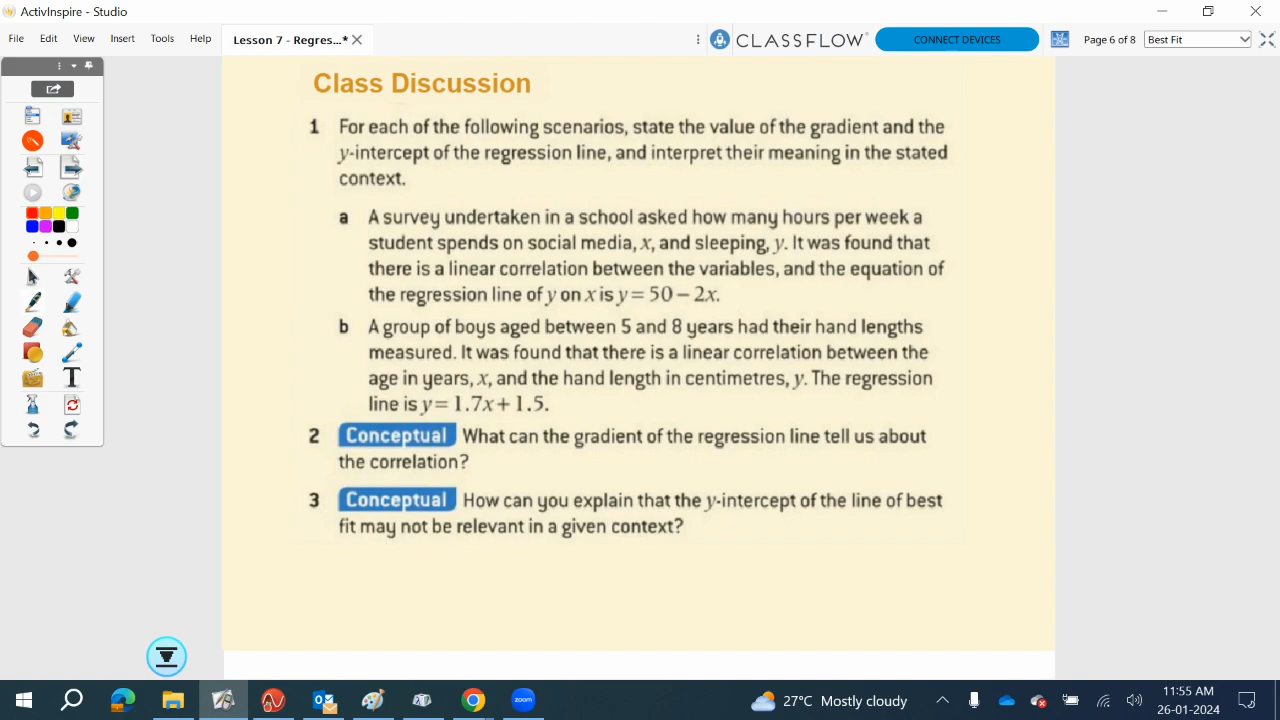 ActivInspire - Studio
File Edit View Insert Tools Help
Lesson 7 - Regres...*
CLASSFLOW
CONNECT DEVICES
Page 6 of 8
Best Fit
Class Discussion
1 For each of the following scenarios, state the value of the gradient and the
y-intercept of the regression line, and interpret their meaning in the stated
context.
a A survey undertaken in a school asked how many hours per week a
student spends on social media, x, and sleeping, y. It was found that
there is a linear correlation between the variables, and the equation of
the regression line of y on x is y = 50 − 2x.
b A group of boys aged between 5 and 8 years had their hand lengths
measured. It was found that there is a linear correlation between the
age in years, x, and the hand length in centimetres, y. The regression
line is y = 1.7x + 1.5.
2 Conceptual What can the gradient of the regression line tell us about
the correlation?
3 Conceptual How can you explain that the y-intercept of the line of best
fit may not be relevant in a given context?
zoom
27°C Mostly cloudy
11:55 AM
26-01-2024